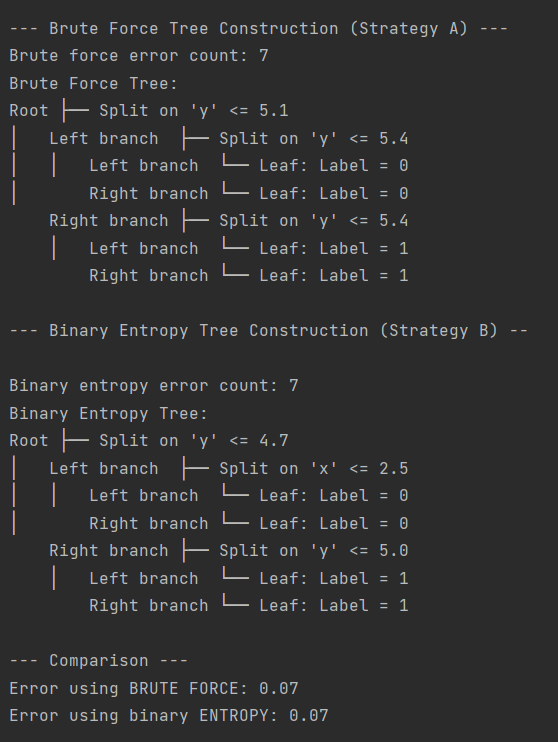 --- Brute Force Tree Construction (Strategy A) ---
Brute force error count: 7
Brute Force Tree:
Root ├── Split on 'y' <= 5.1
│   Left branch  ├── Split on 'y' <= 5.4
│   │   Left branch  └── Leaf: Label = 0
│       Right branch └── Leaf: Label = 0
    Right branch ├── Split on 'y' <= 5.4
    │   Left branch  └── Leaf: Label = 1
        Right branch └── Leaf: Label = 1

--- Binary Entropy Tree Construction (Strategy B) --

Binary entropy error count: 7
Binary Entropy Tree:
Root ├── Split on 'y' <= 4.7
│   Left branch  ├── Split on 'x' <= 2.5
│   │   Left branch  └── Leaf: Label = 0
│       Right branch └── Leaf: Label = 0
    Right branch ├── Split on 'y' <= 5.0
    │   Left branch  └── Leaf: Label = 1
        Right branch └── Leaf: Label = 1

--- Comparison ---
Error using BRUTE FORCE: 0.07
Error using binary ENTROPY: 0.07